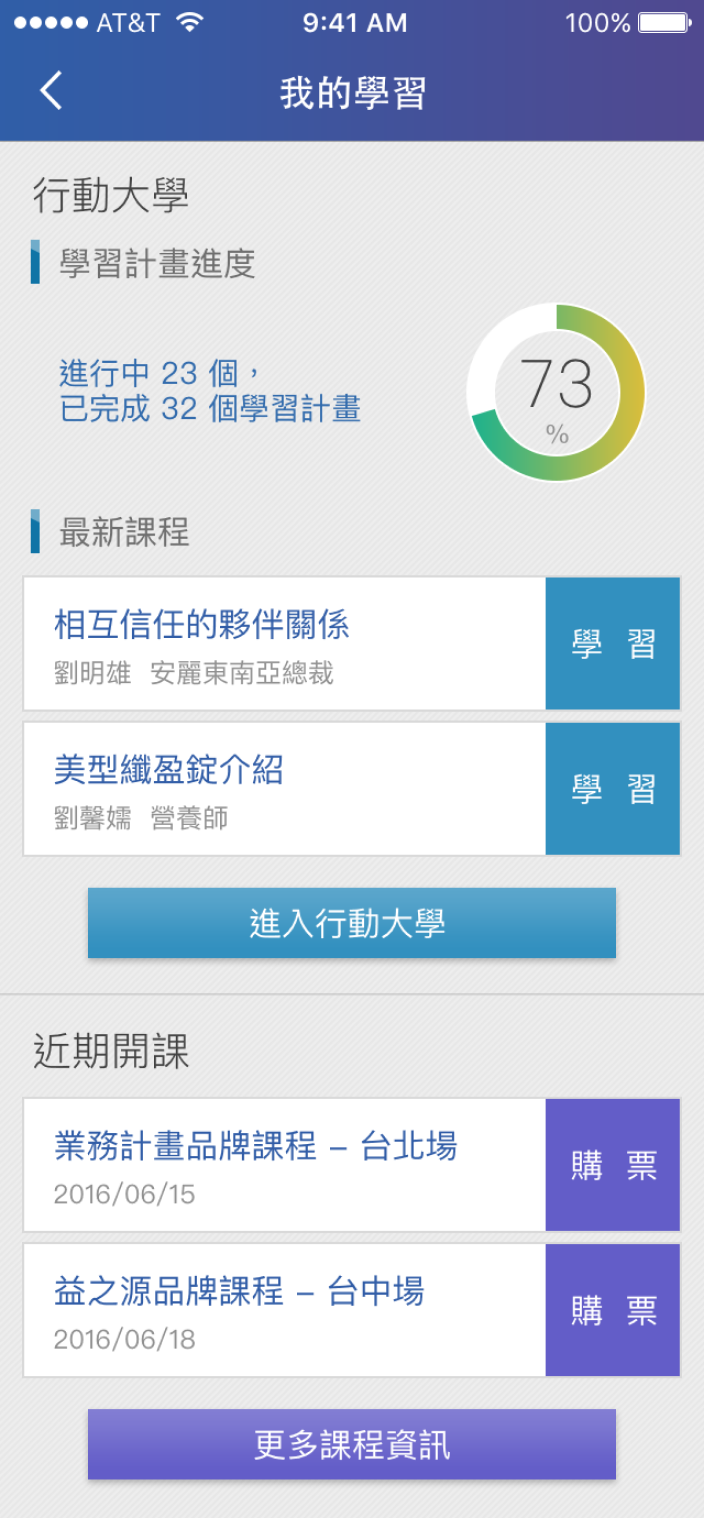 AT&T 9:41 AM 100%
我的學習
行動大學
學習計畫進度
進行中 23 個，
已完成 32 個學習計畫
73
%
最新課程
相互信任的夥伴關係
劉明雄 安麗東南亞總裁
學 習
美型纖盈錠介紹
劉馨嬬 營養師
學 習
進入行動大學
近期開課
業務計畫品牌課程 – 台北場
2016/06/15
購 票
益之源品牌課程 – 台中場
2016/06/18
購 票
更多課程資訊